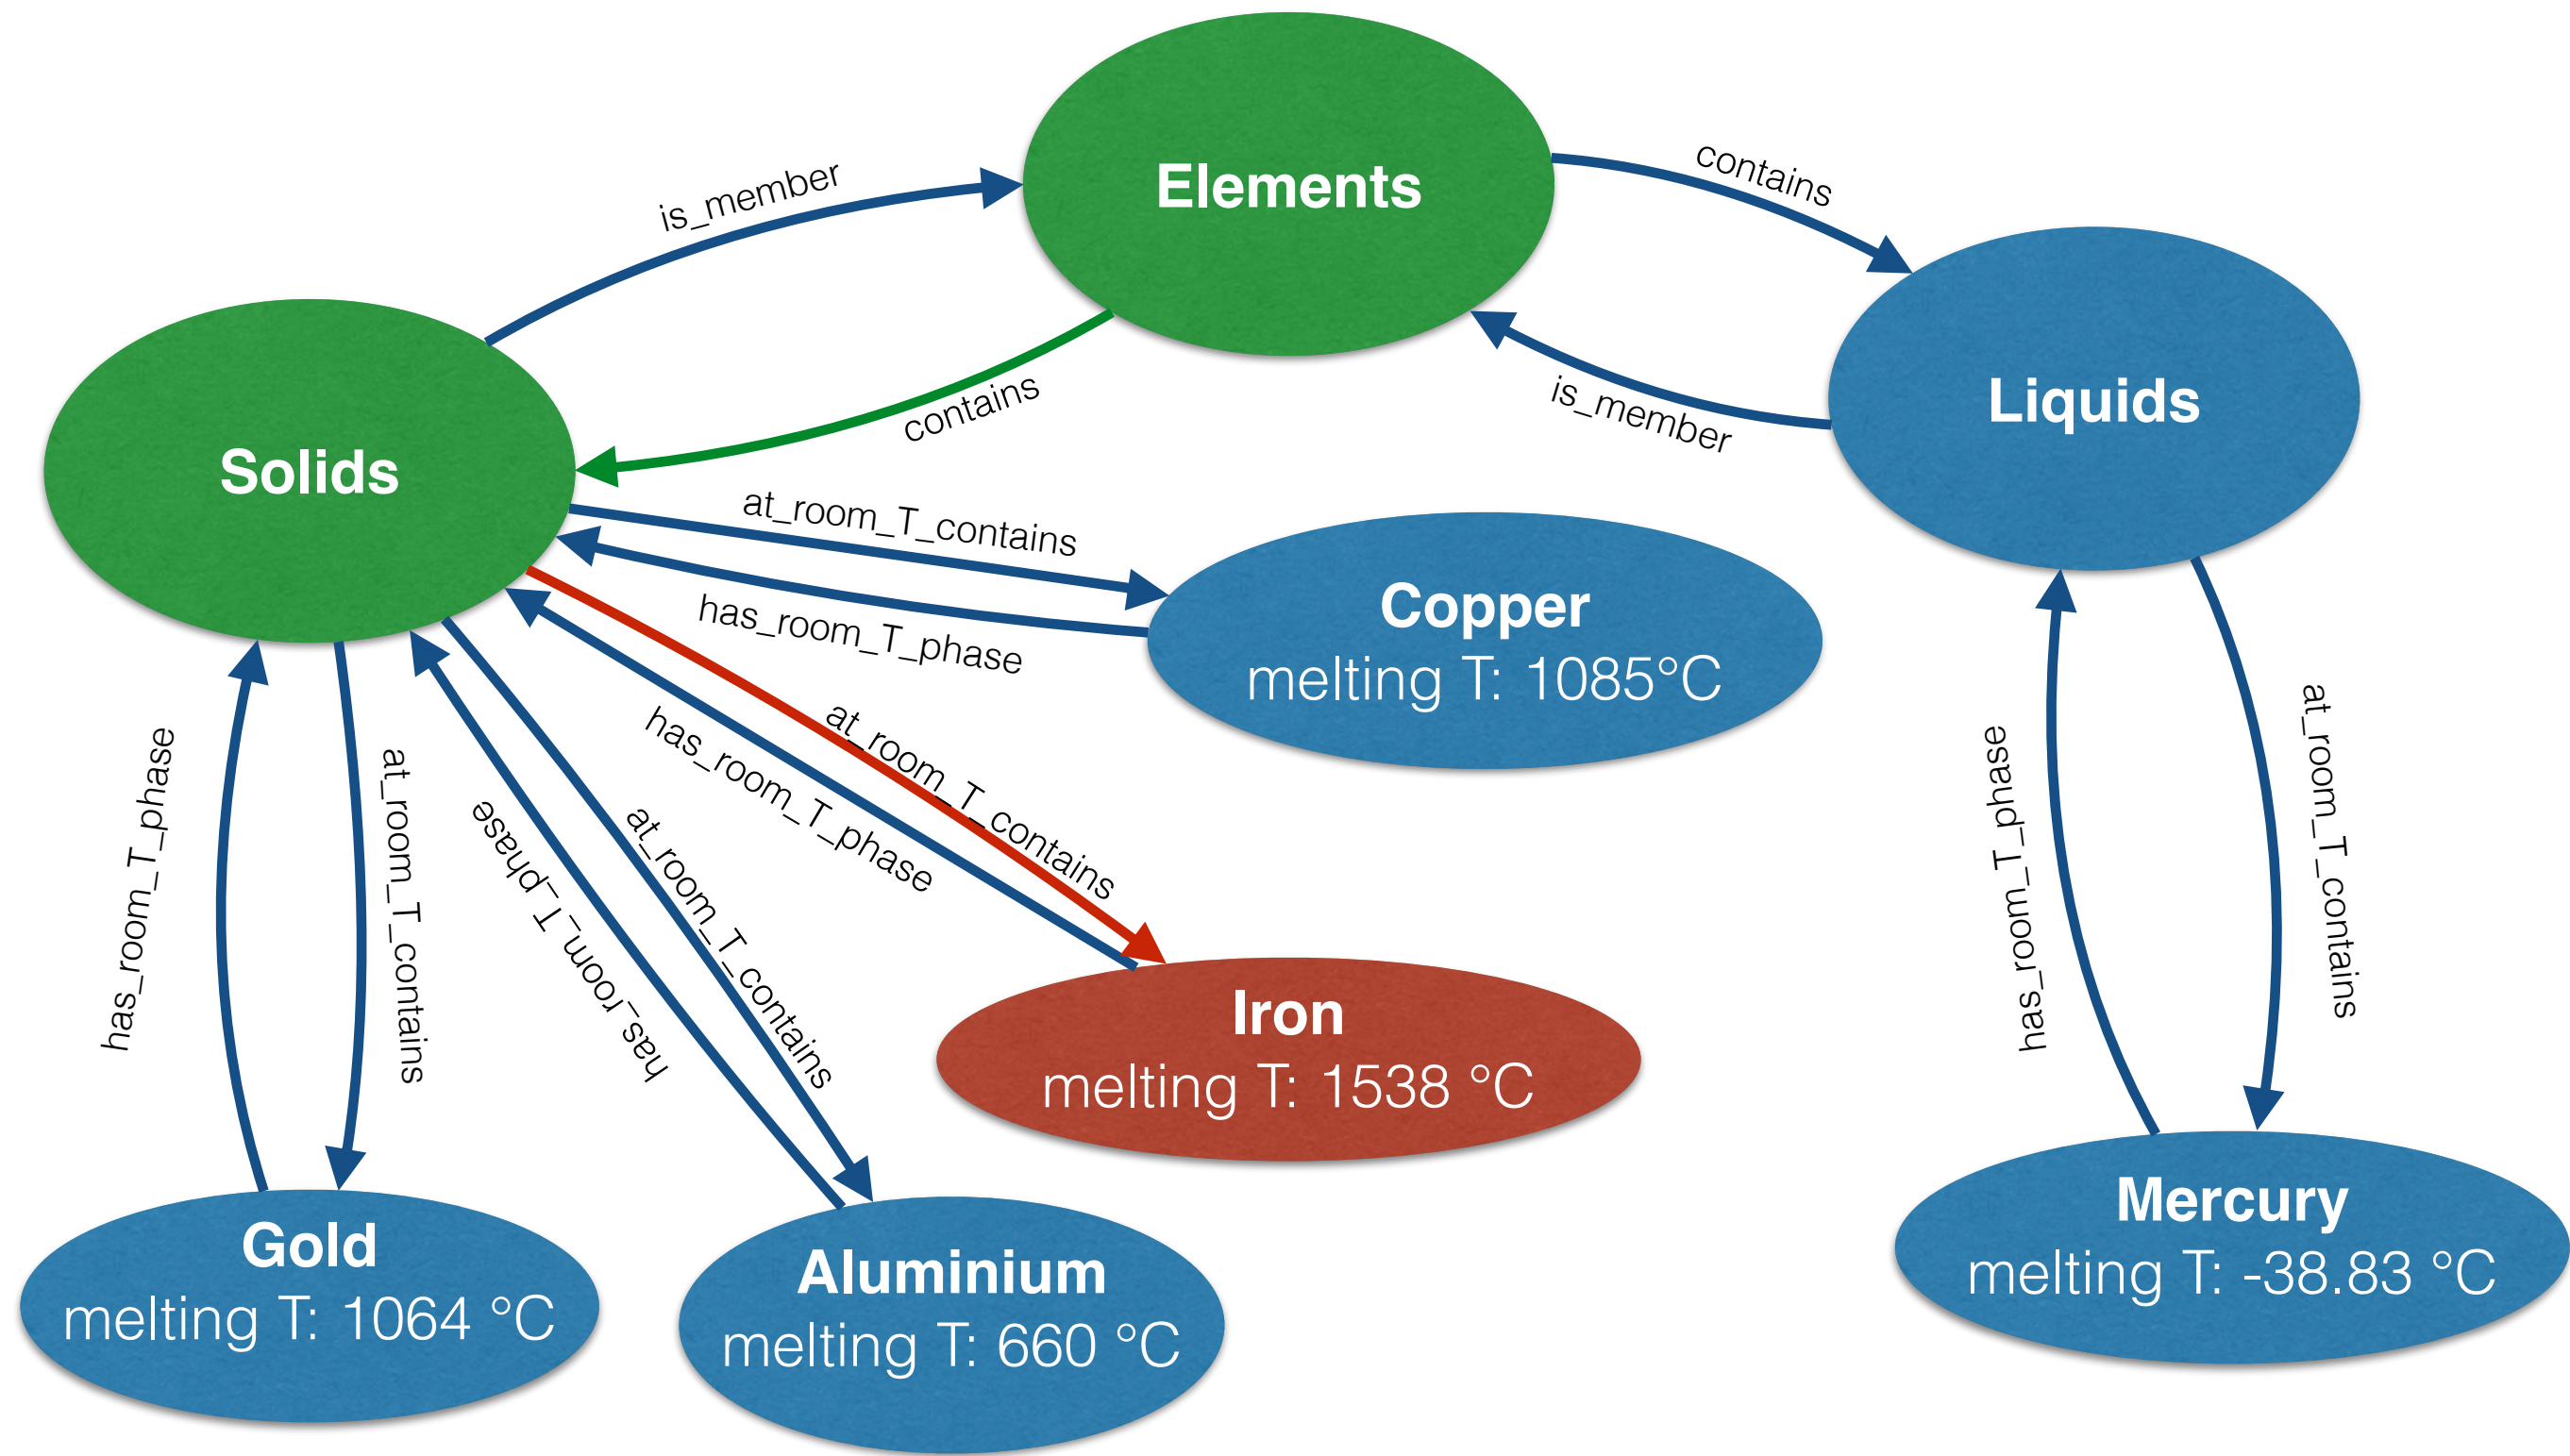 Elements
is_member
contains
contains
is_member
Solids
Liquids
at_room_T_contains
has_room_T_phase
Copper
melting T: 1085°C
at_room_T_contains
has_room_T_phase
at_room_T_contains
has_room_T_phase
has_room_T_phase
at_room_T_contains
has_room_T_phase
at_room_T_contains
Iron
melting T: 1538 °C
Gold
melting T: 1064 °C
Aluminium
melting T: 660 °C
Mercury
melting T: -38.83 °C